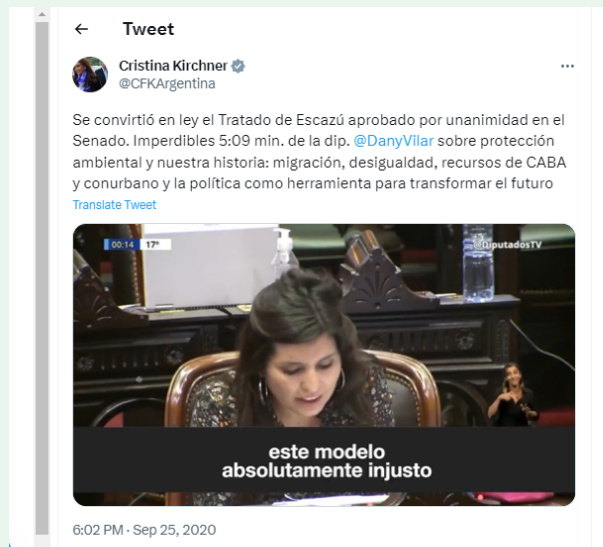 Tweet
Cristina Kirchner
@CFKArgentina
Se convirtió en ley el Tratado de Escazú aprobado por unanimidad en el
Senado. Imperdibles 5:09 min. de la dip. @DanyVilar sobre protección
ambiental y nuestra historia: migración, desigualdad, recursos de CABA
y conurbano y la política como herramienta para transformar el futuro
Translate Tweet
00:14 17°
@DiputadosTV
este modelo
absolutamente injusto
6:02 PM · Sep 25, 2020